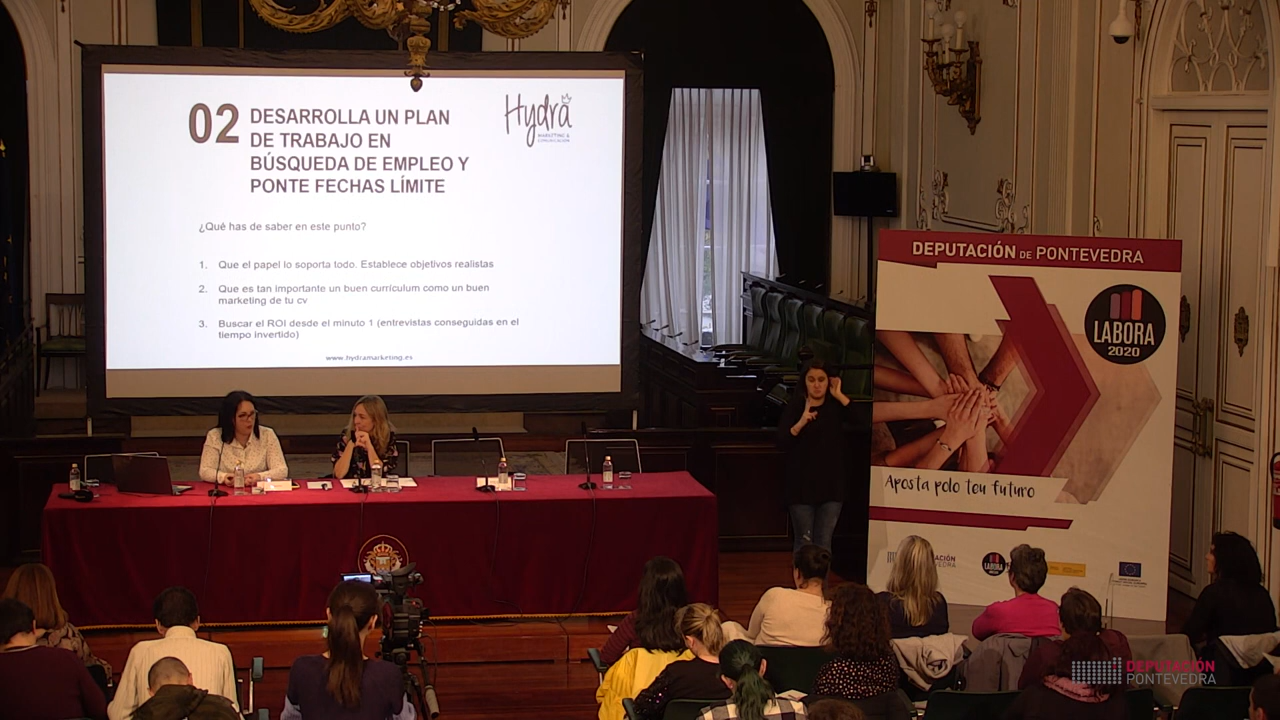 02
DESARROLLA UN PLAN
DE TRABAJO EN
BÚSQUEDA DE EMPLEO Y
PONTE FECHAS LÍMITE
Hydra
MARKETING &
COMUNICACIÓN
¿Qué has de saber en este punto?
1. Que el papel lo soporta todo. Establece objetivos realistas
2. Que es tan importante un buen currículum como un buen
marketing de tu cv
3. Buscar el ROI desde el minuto 1 (entrevistas conseguidas en el
tiempo invertido)
www.hydramarketing.es
DEPUTACIÓN DE PONTEVEDRA
LABORA
2020
Aposta polo teu futuro
LABORA
DEPUTACIÓN
PONTEVEDRA